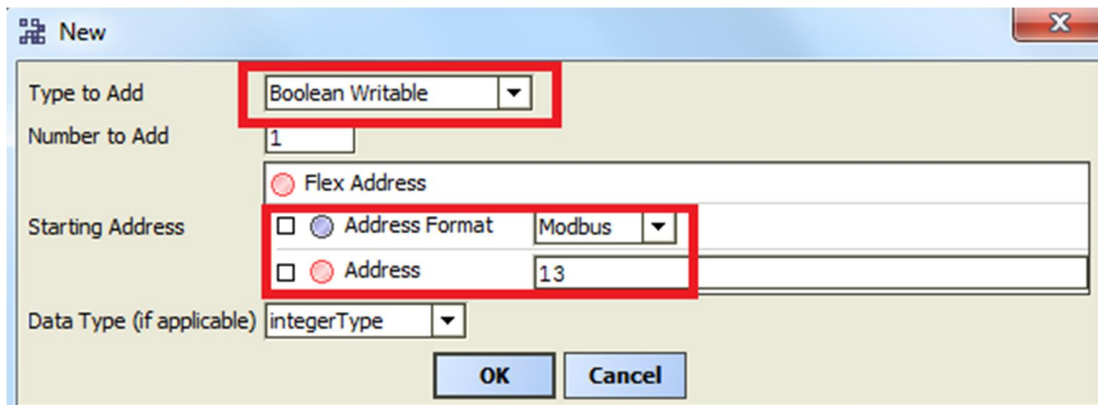 New
Type to Add Boolean Writable
Number to Add 1
Flex Address
Starting Address Address Format Modbus
Address 13
Data Type (if applicable) integerType
OK Cancel